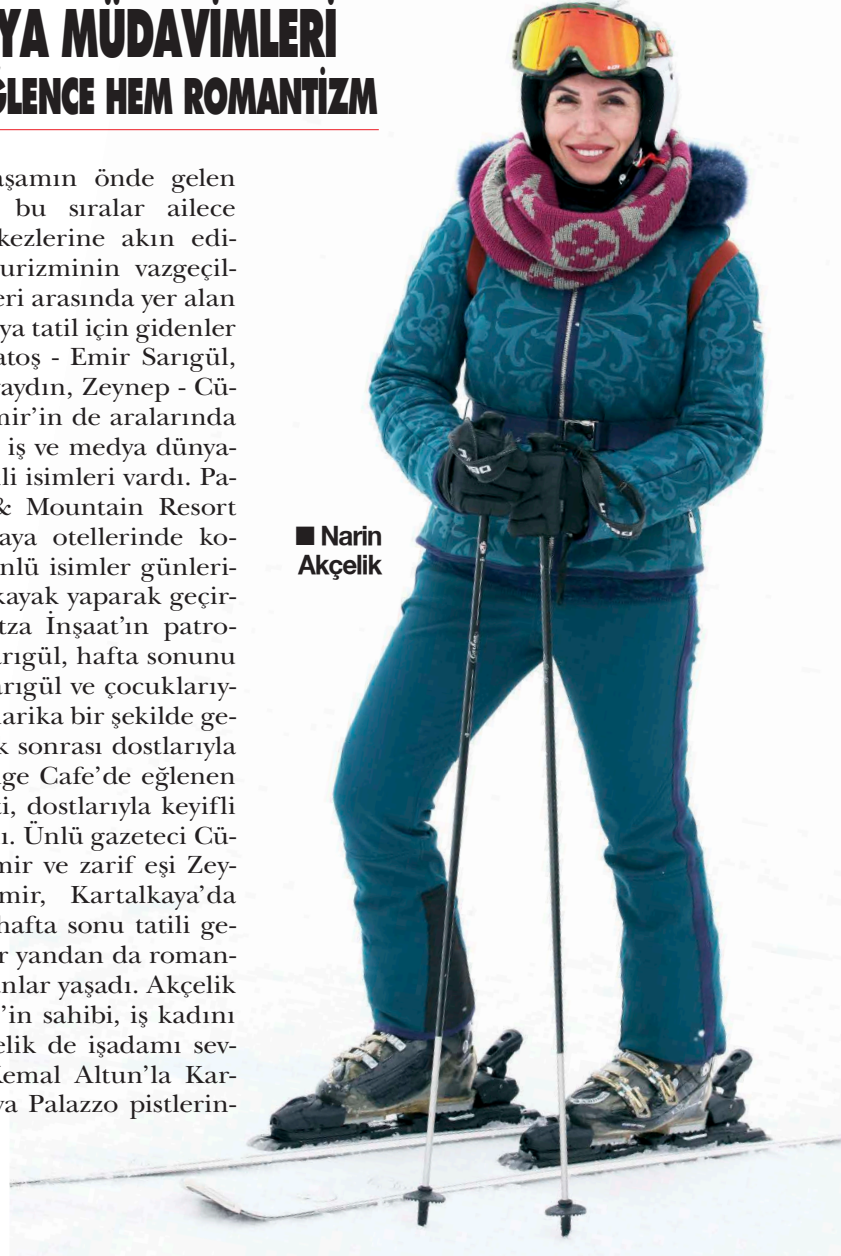 YA MÜDAVİMLERİ
ĞLENCE HEM ROMANTİZM
aşamın önde gelen
bu sıralar ailece
kezlerine akın edi-
urizminin vazgeçil-
eri arasında yer alan
ya tatil için gidenler
atoş - Emir Sarıgül,
aydın, Zeynep - Cü-
mir’in de aralarında
iş ve medya dünya-
li isimleri vardı. Pa-
& Mountain Resort
aya otellerinde ko-
nlü isimler günleri-
kayak yaparak geçir-
tza İnşaat’ın patro-
arıgül, hafta sonunu
arıgül ve çocuklarıy-
arika bir şekilde ge-
k sonrası dostlarıyla
ge Cafe’de eğlenen
i, dostlarıyla keyifli
ı. Ünlü gazeteci Cü-
mir ve zarif eşi Zey-
mir, Kartalkaya’da
hafta sonu tatili ge-
r yandan da roman-
nlar yaşadı. Akçelik
’in sahibi, iş kadını
elik de işadamı sev-
Kemal Altun’la Kar-
ya Palazzo pistlerin-
■ Narin
Akçelik